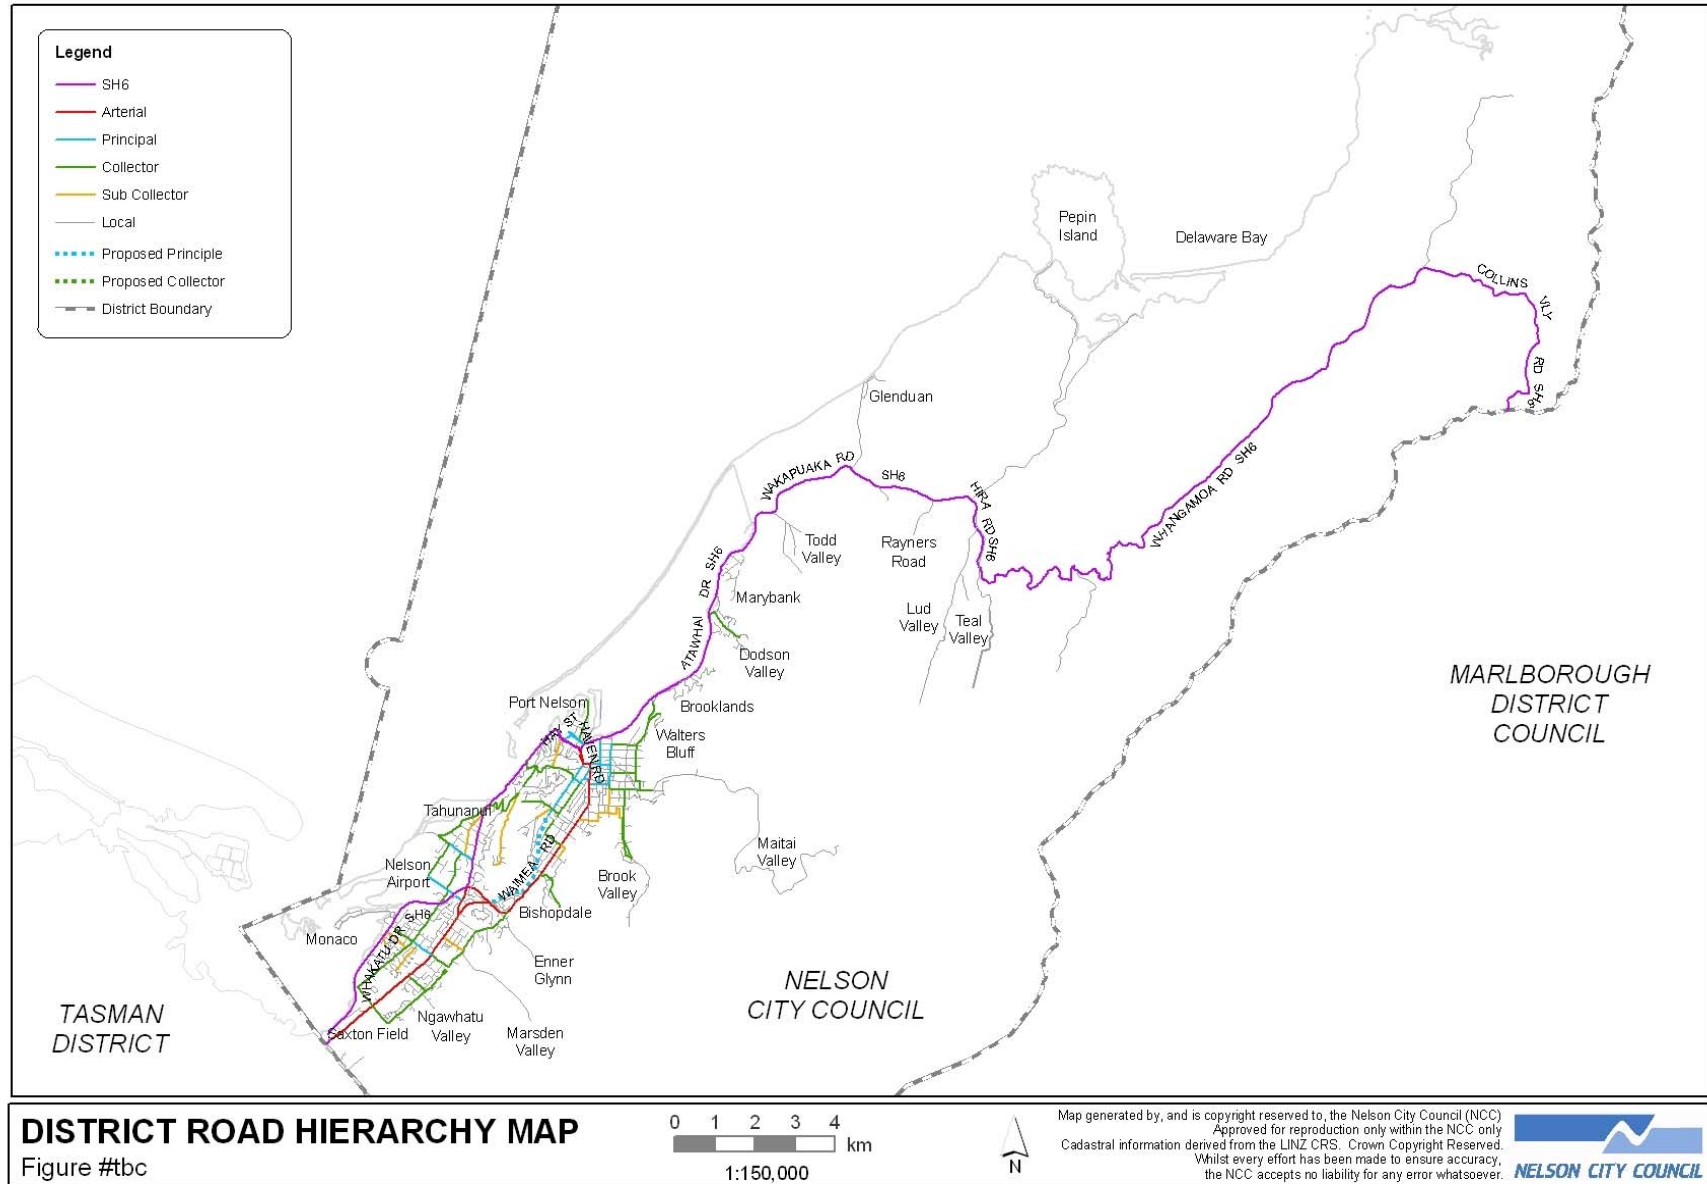 Legend
SH6
Arterial
Principal
Collector
Sub Collector
Local
Proposed Principle
Proposed Collector
District Boundary
Pepin
Island
Delaware Bay
COLLINS VLY RD SH6
Glenduan
WAKAPUAKA RD
SH6
HIRA RD SH6
WHANGAMOA RD SH6
Todd
Valley
Rayners
Road
ATAWHAI DR SH6
Marybank
Lud
Valley
Teal
Valley
Dodson
Valley
MARLBOROUGH
DISTRICT
COUNCIL
Port Nelson
Brooklands
HAVEN RD
Walters
Bluff
Tahunanui
Nelson
Airport
WAIMEA RD
Maitai
Valley
Brook
Valley
Bishopdale
Monaco
WHAKATU DR SH6
Enner
Glynn
NELSON
CITY COUNCIL
TASMAN
DISTRICT
Saxton Field
Ngawhatu
Valley
Marsden
Valley
DISTRICT ROAD HIERARCHY MAP
Figure #tbc
0 1 2 3 4
km
1:150,000
N
Map generated by, and is copyright reserved to, the Nelson City Council (NCC)
Approved for reproduction only within the NCC only
Cadastral information derived from the LINZ CRS. Crown Copyright Reserved.
Whilst every effort has been made to ensure accuracy,
the NCC accepts no liability for any error whatsoever.
NELSON CITY COUNCIL